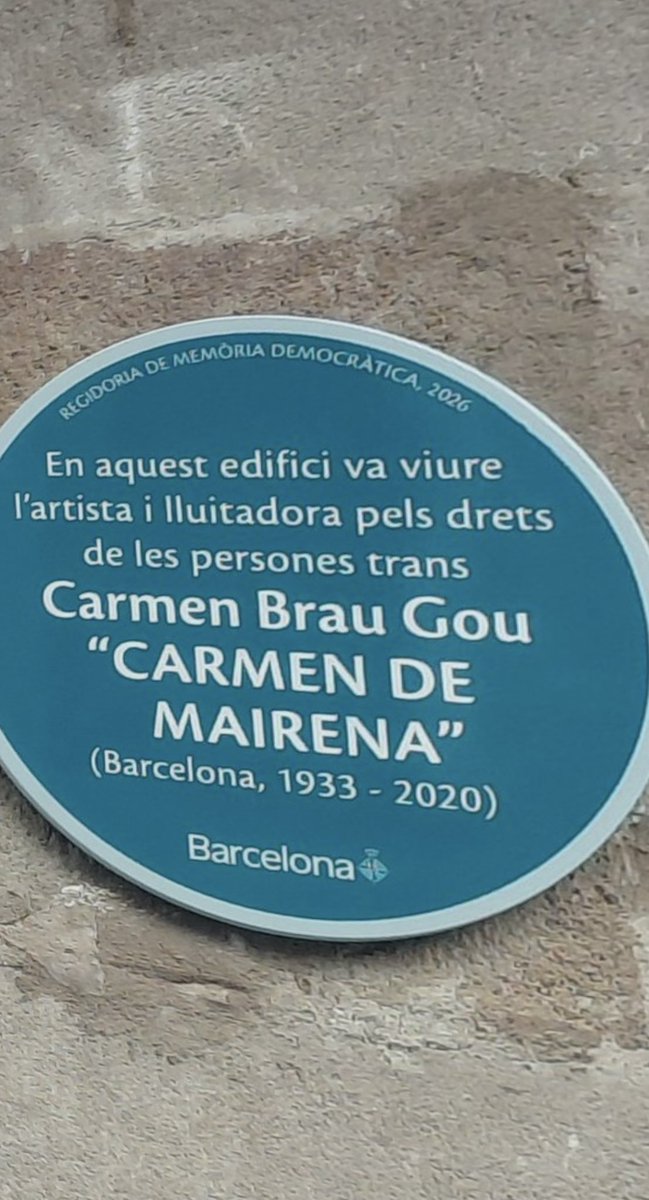 REGIDORIA DE MEMÒRIA DEMOCRÀTICA, 2026
En aquest edifici va viure
l'artista i lluitadora pels drets
de les persones trans
Carmen Brau Gou
“CARMEN DE
MAIRENA”
(Barcelona, 1933 - 2020)
Barcelona